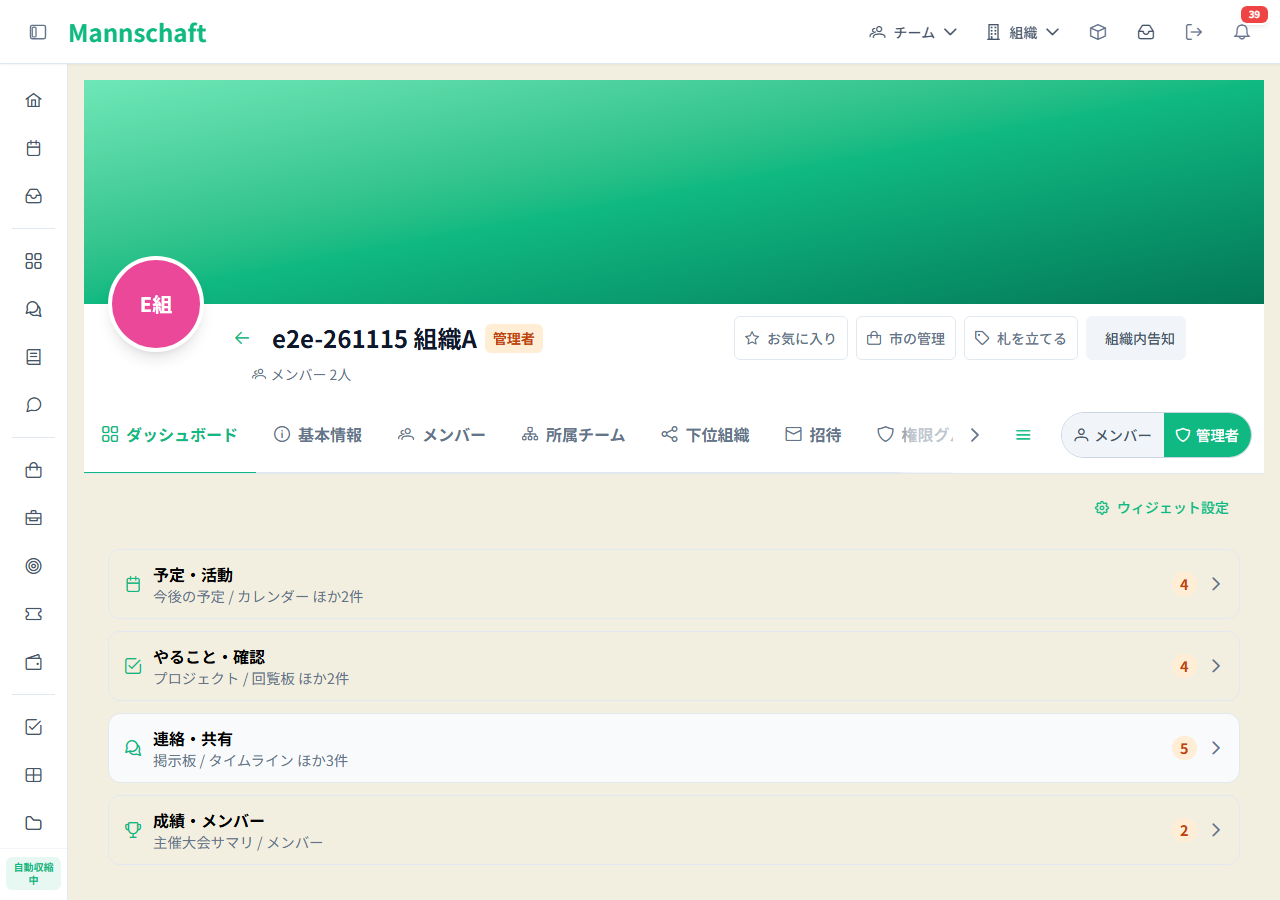 Mannschaft
チーム
組織
39
E組
e2e-261115 組織A
管理者
メンバー 2人
お気に入り
市の管理
札を立てる
組織内告知
ダッシュボード
基本情報
メンバー
所属チーム
下位組織
招待
権限グ
メンバー
管理者
ウィジェット設定
予定・活動
今後の予定 / カレンダー ほか2件
4
やること・確認
プロジェクト / 回覧板 ほか2件
4
連絡・共有
掲示板 / タイムライン ほか3件
5
成績・メンバー
主催大会サマリ / メンバー
2
自動収縮
中